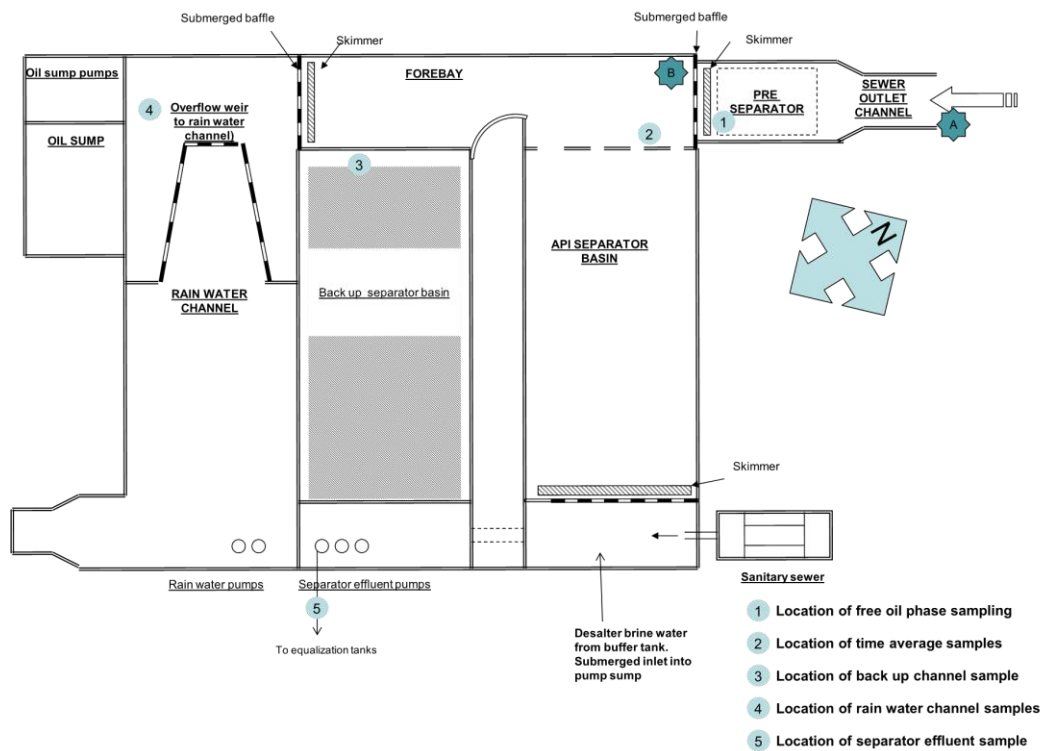 Submerged baffle
Submerged baffle
Skimmer
Skimmer
Oil sump pumps
FOREBAY
B
PRE
SEPARATOR
SEWER
OUTLET
CHANNEL
4
Overflow weir
to rain water
channel)
1
A
OIL SUMP
2
3
N
API SEPARATOR
BASIN
RAIN WATER
CHANNEL
Back up separator basin
Skimmer
Rain water pumps
Separator effluent pumps
Sanitary sewer
5
To equalization tanks
Desalter brine water
from buffer tank.
Submerged inlet into
pump sump
1 Location of free oil phase sampling
2 Location of time average samples
3 Location of back up channel sample
4 Location of rain water channel samples
5 Location of separator effluent sample